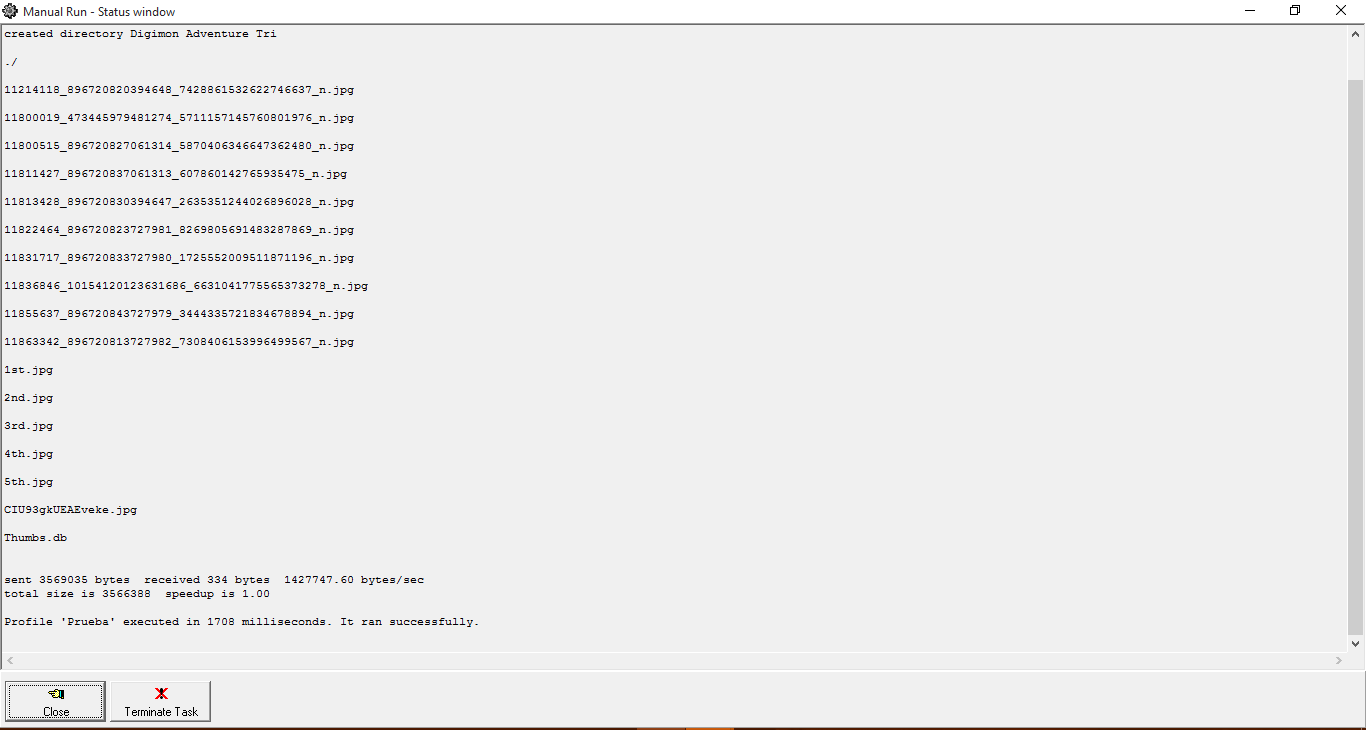 Manual Run - Status window
created directory Digimon Adventure Tri
./
11214118_896720820394648_7428861532622746637_n.jpg
11800019_473445979481274_5711157145760801976_n.jpg
11800515_896720827061314_5870406346647362480_n.jpg
11811427_896720837061313_607860142765935475_n.jpg
11813428_896720830394647_2635351244026896028_n.jpg
11822464_896720823727981_8269805691483287869_n.jpg
11831717_896720833727980_1725552009511871196_n.jpg
11836846_10154120123631686_6631041775565373278_n.jpg
11855637_896720843727979_3444335721834678894_n.jpg
11863342_896720813727982_7308406153996499567_n.jpg
1st.jpg
2nd.jpg
3rd.jpg
4th.jpg
5th.jpg
CIU93gkUEAEveke.jpg
Thumbs.db
sent 3569035 bytes  received 334 bytes  1427747.60 bytes/sec
total size is 3566388  speedup is 1.00
Profile 'Prueba' executed in 1708 milliseconds. It ran successfully.
Close
Terminate Task